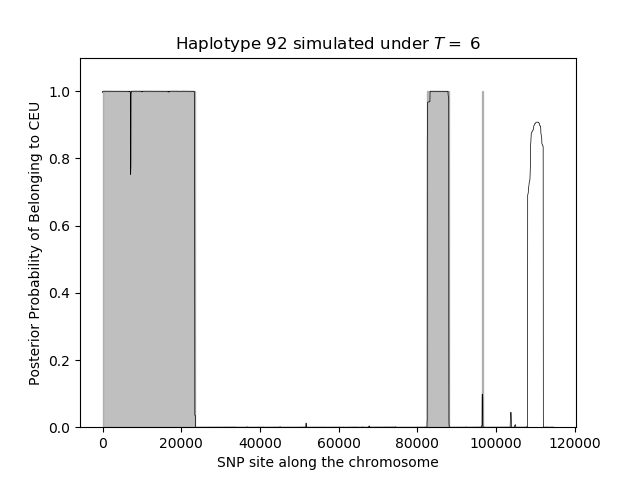 Haplotype 92 simulated under T = 6
Posterior Probability of Belonging to CEU
1.0
0.8
0.6
0.4
0.2
0.0
0 20000 40000 60000 80000 100000 120000
SNP site along the chromosome